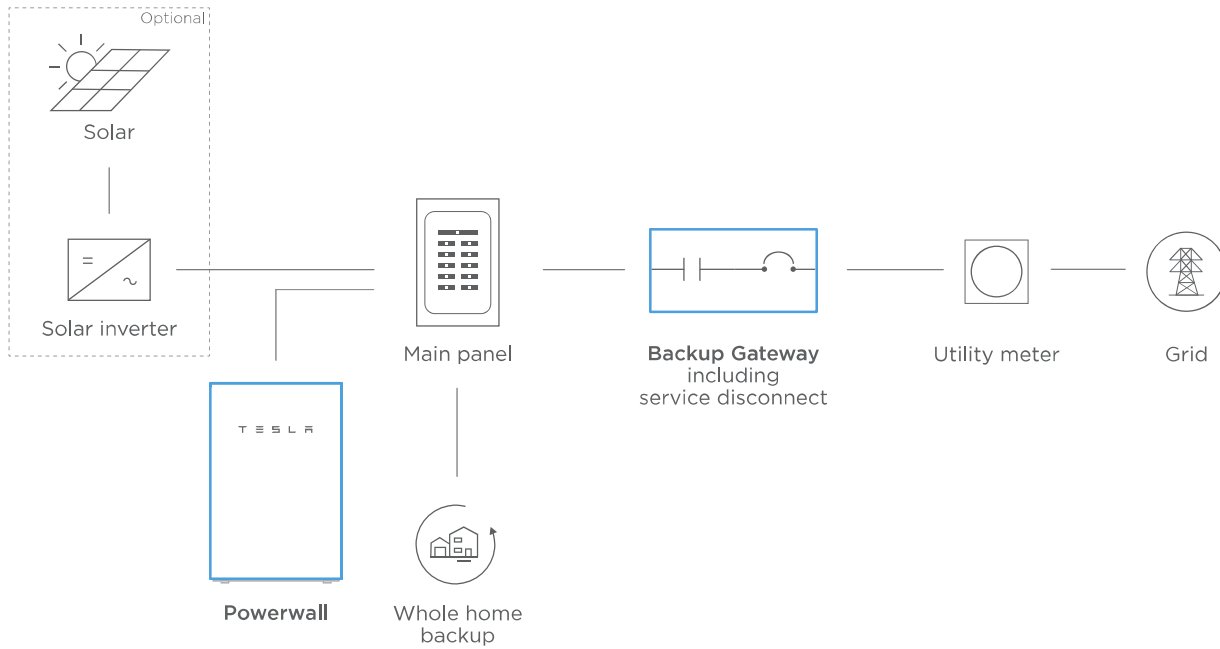 Optional
Solar
Solar inverter
Main panel
Backup Gateway
including
service disconnect
Utility meter
Grid
TESLA
Powerwall
Whole home
backup